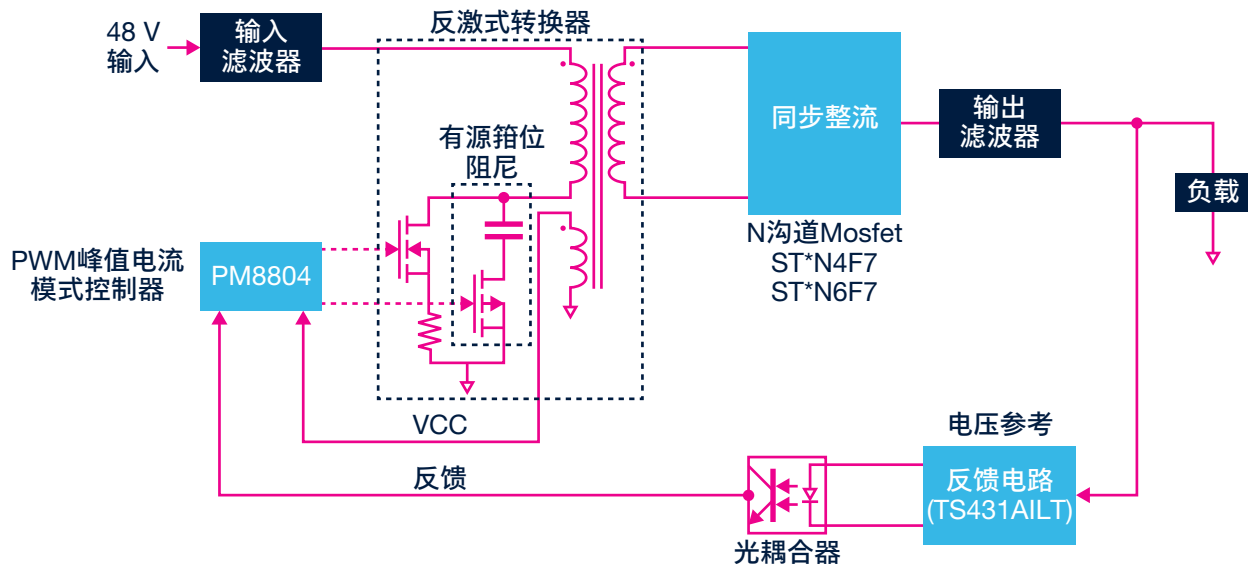 反激式转换器
48 V
输入
输入
滤波器
同步整流
输出
滤波器
有源箝位
阻尼
负载
N沟道Mosfet
ST*N4F7
ST*N6F7
PWM峰值电流
模式控制器
PM8804
VCC
电压参考
反馈
反馈电路
(TS431AILT)
光耦合器